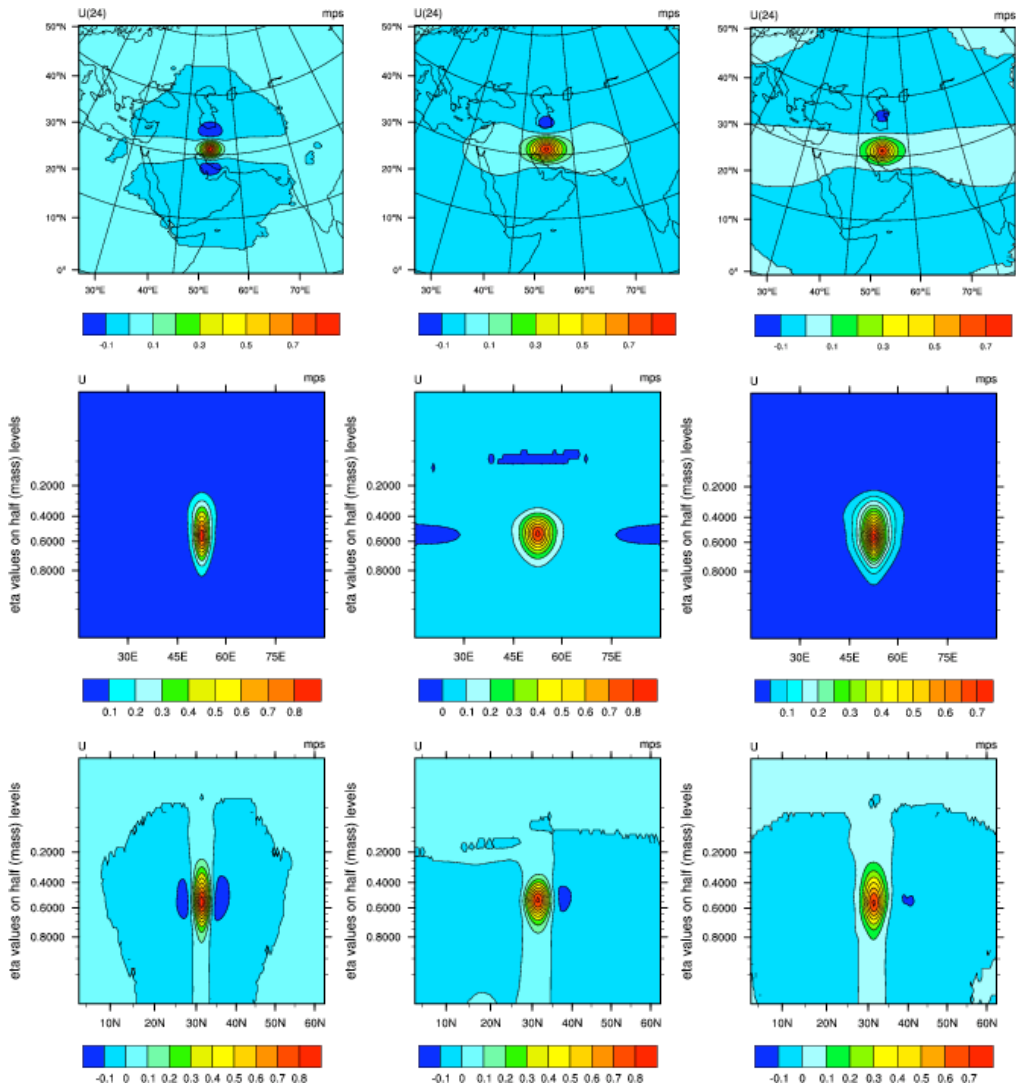 U(24) mps U(24) mps U(24) mps
50°N 50°N 50°N
40°N 40°N 40°N
30°N 30°N 30°N
20°N 20°N 20°N
10°N 10°N 10°N
0° 0° 0°
30°E 40°E 50°E 60°E 70°E 30°E 40°E 50°E 60°E 70°E 30°E 40°E 50°E 60°E 70°E
-0.1 0.1 0.3 0.5 0.7 -0.1 0.1 0.3 0.5 0.7 -0.1 0.1 0.3 0.5 0.7
U mps U mps U mps
eta values on half (mass) levels eta values on half (mass) levels eta values on half (mass) levels
0.2000 0.2000 0.2000
0.4000 0.4000 0.4000
0.6000 0.6000 0.6000
0.8000 0.8000 0.8000
30E 45E 60E 75E 30E 45E 60E 75E 30E 45E 60E 75E
0.1 0.2 0.3 0.4 0.5 0.6 0.7 0.8 0 0.1 0.2 0.3 0.4 0.5 0.6 0.7 0.8 0.1 0.2 0.3 0.4 0.5 0.6 0.7
U mps U mps U mps
eta values on half (mass) levels eta values on half (mass) levels eta values on half (mass) levels
0.2000 0.2000 0.2000
0.4000 0.4000 0.4000
0.6000 0.6000 0.6000
0.8000 0.8000 0.8000
10N 20N 30N 40N 50N 10N 20N 30N 40N 50N 60N 10N 20N 30N 40N 50N 60N
-0.1 0 0.1 0.2 0.3 0.4 0.5 0.6 0.7 0.8 -0.1 0 0.1 0.2 0.3 0.4 0.5 0.6 0.7 0.8 -0.1 0 0.1 0.2 0.3 0.4 0.5 0.6 0.7